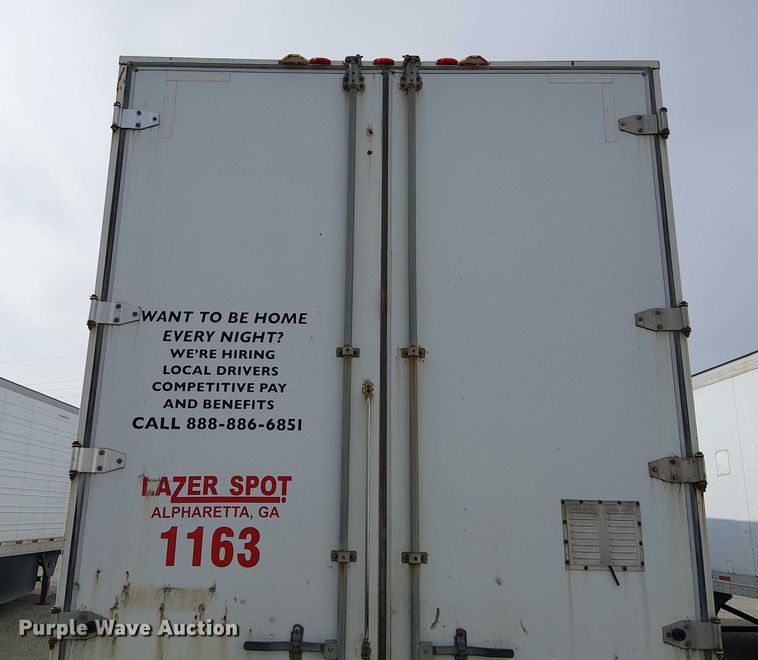 WANT TO BE HOME
EVERY NIGHT?
WE'RE HIRING
LOCAL DRIVERS
COMPETITIVE PAY
AND BENEFITS
CALL 888-886-6851
LAZER SPOT
ALPHARETTA, GA
1163
Purple Wave Auction